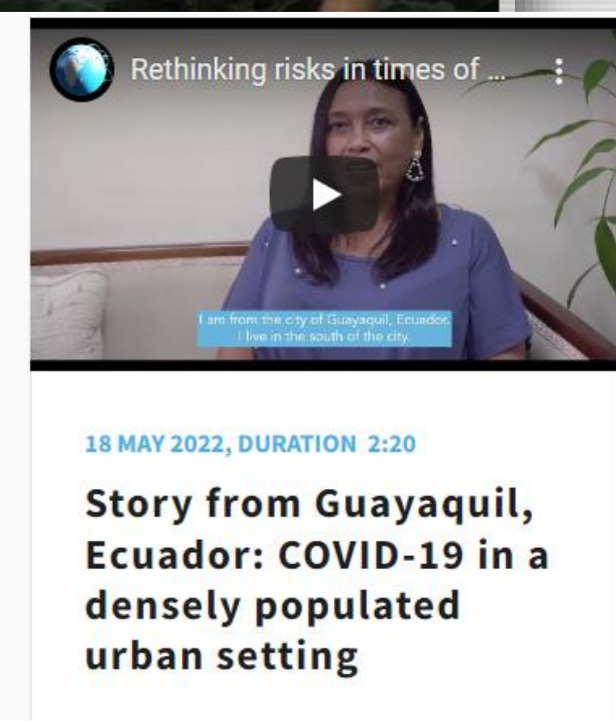 Rethinking risks in times of ...
I am from the city of Guayaquil, Ecuador.
I live in the south of the city.
18 MAY 2022, DURATION 2:20
Story from Guayaquil,
Ecuador: COVID-19 in a
densely populated
urban setting